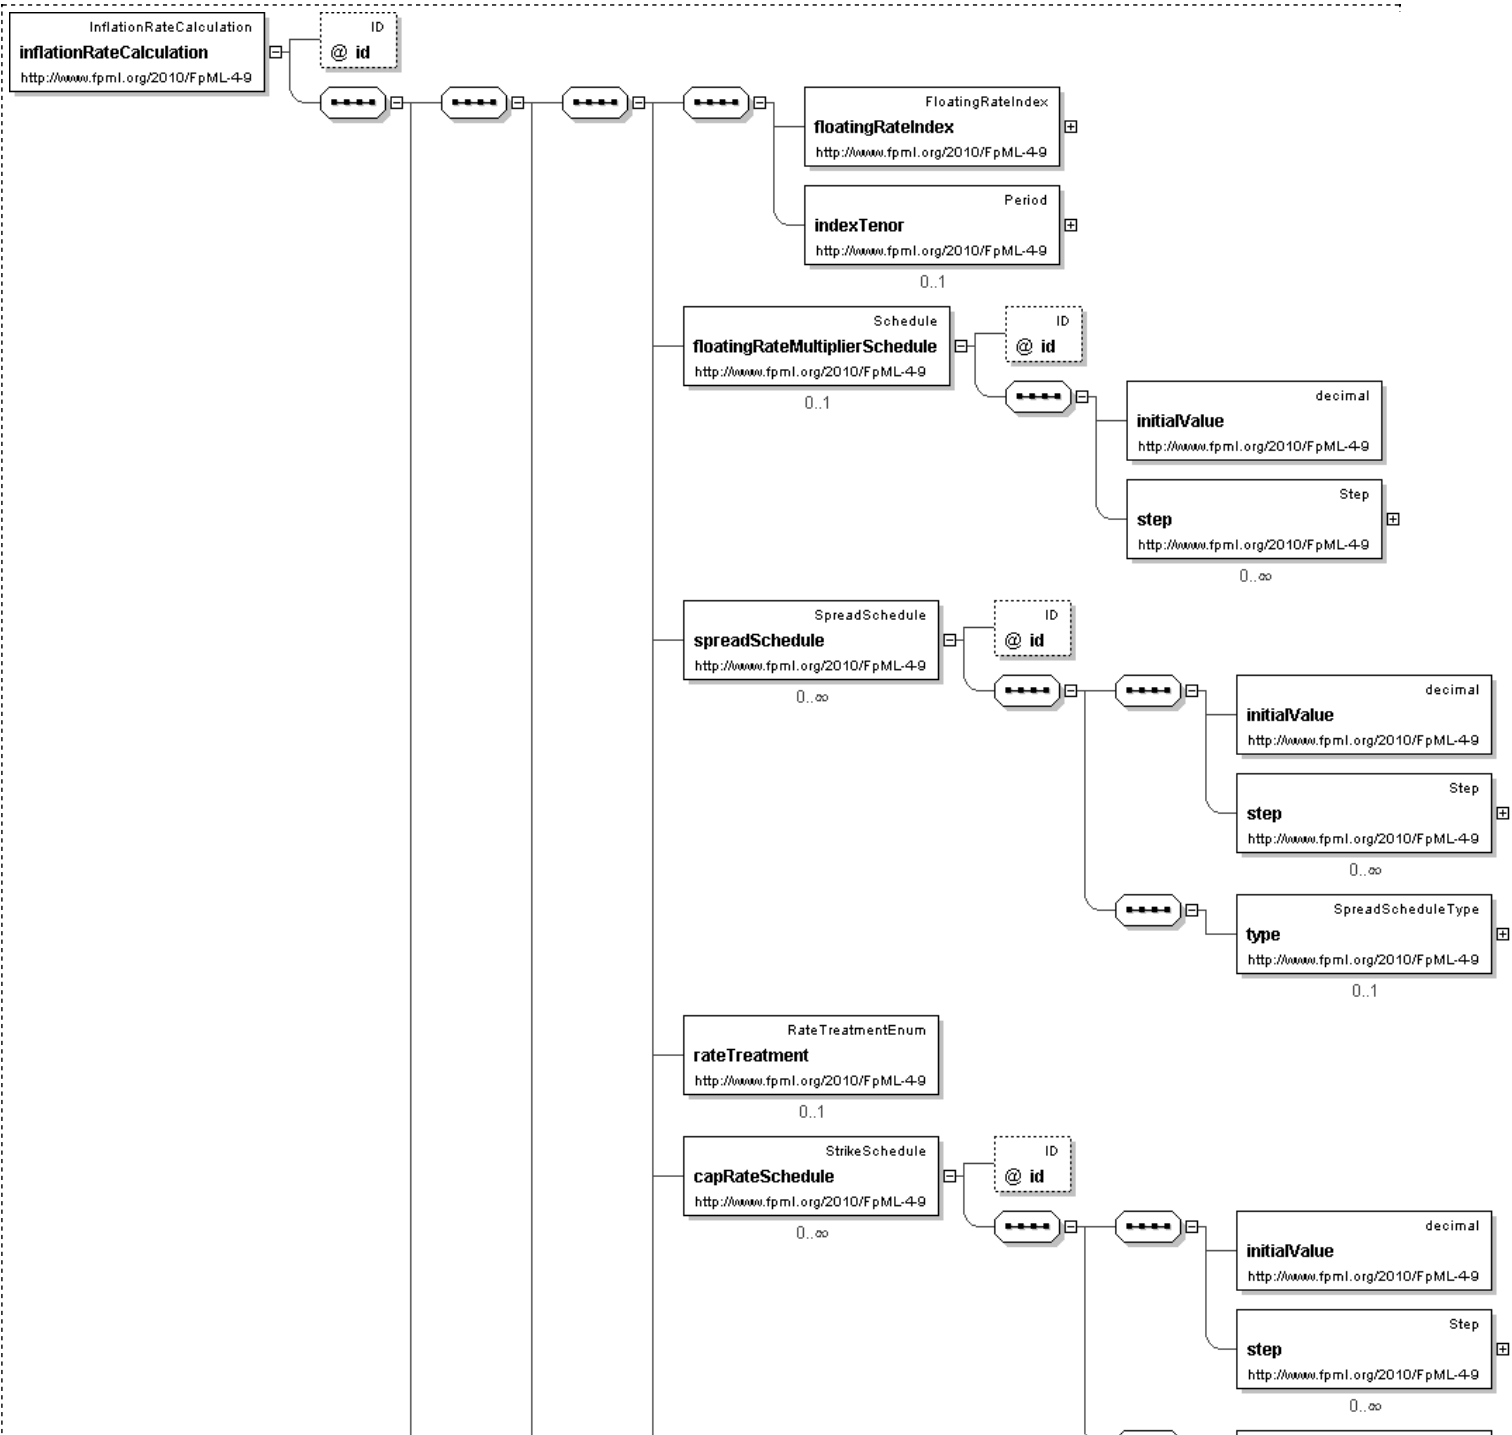 InflationRateCalculation
inflationRateCalculation
http://www.fpml.org/2010/FpML-4-9
ID
@ id
FloatingRateIndex
floatingRateIndex
http://www.fpml.org/2010/FpML-4-9
Period
indexTenor
http://www.fpml.org/2010/FpML-4-9
0..1
Schedule
floatingRateMultiplierSchedule
http://www.fpml.org/2010/FpML-4-9
0..1
ID
@ id
decimal
initialValue
http://www.fpml.org/2010/FpML-4-9
Step
step
http://www.fpml.org/2010/FpML-4-9
0..∞
SpreadSchedule
spreadSchedule
http://www.fpml.org/2010/FpML-4-9
0..∞
ID
@ id
decimal
initialValue
http://www.fpml.org/2010/FpML-4-9
Step
step
http://www.fpml.org/2010/FpML-4-9
0..∞
SpreadScheduleType
type
http://www.fpml.org/2010/FpML-4-9
0..1
RateTreatmentEnum
rateTreatment
http://www.fpml.org/2010/FpML-4-9
0..1
StrikeSchedule
capRateSchedule
http://www.fpml.org/2010/FpML-4-9
0..∞
ID
@ id
decimal
initialValue
http://www.fpml.org/2010/FpML-4-9
Step
step
http://www.fpml.org/2010/FpML-4-9
0..∞